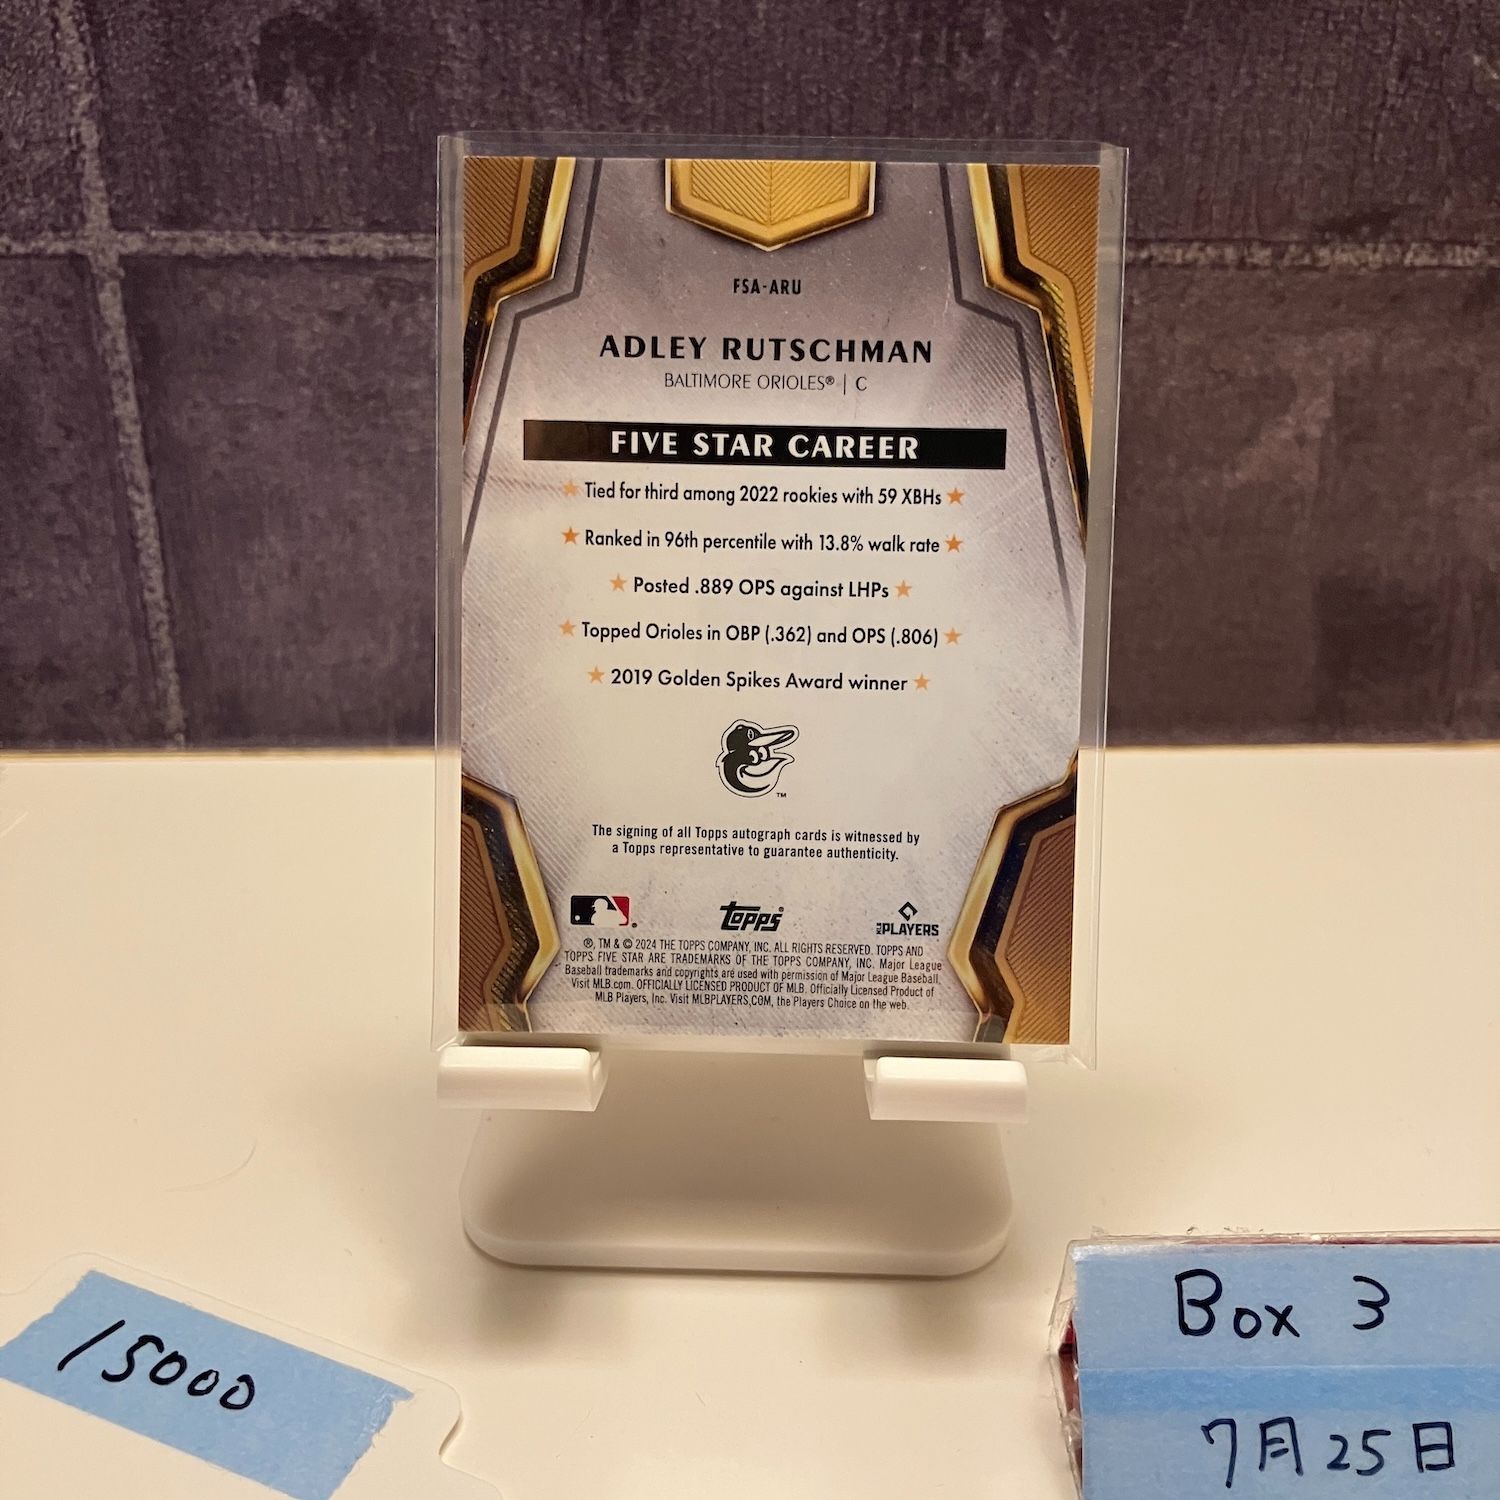 FSA-ARU
ADLEY RUTSCHMAN
BALTIMORE ORIOLES® | C
FIVE STAR CAREER
★ Tied for third among 2022 rookies with 59 XBHs ★
★ Ranked in 96th percentile with 13.8% walk rate ★
★ Posted .889 OPS against LHPs ★
★ Topped Orioles in OBP (.362) and OPS (.806) ★
★ 2019 Golden Spikes Award winner ★
TM
The signing of all Topps autograph cards is witnessed by
a Topps representative to guarantee authenticity.
topps®
MLB PLAYERS
®, TM & © 2024 THE TOPPS COMPANY, INC. ALL RIGHTS RESERVED. TOPPS AND
TOPPS FIVE STAR ARE TRADEMARKS OF THE TOPPS COMPANY, INC. Major League
Baseball trademarks and copyrights are used with permission of Major League Baseball.
Visit MLB.com. OFFICIALLY LICENSED PRODUCT OF MLB. Officially Licensed Product of
MLB Players, Inc. Visit MLBPLAYERS.COM, the Players Choice on the web.
15000
Box 3
7月25日